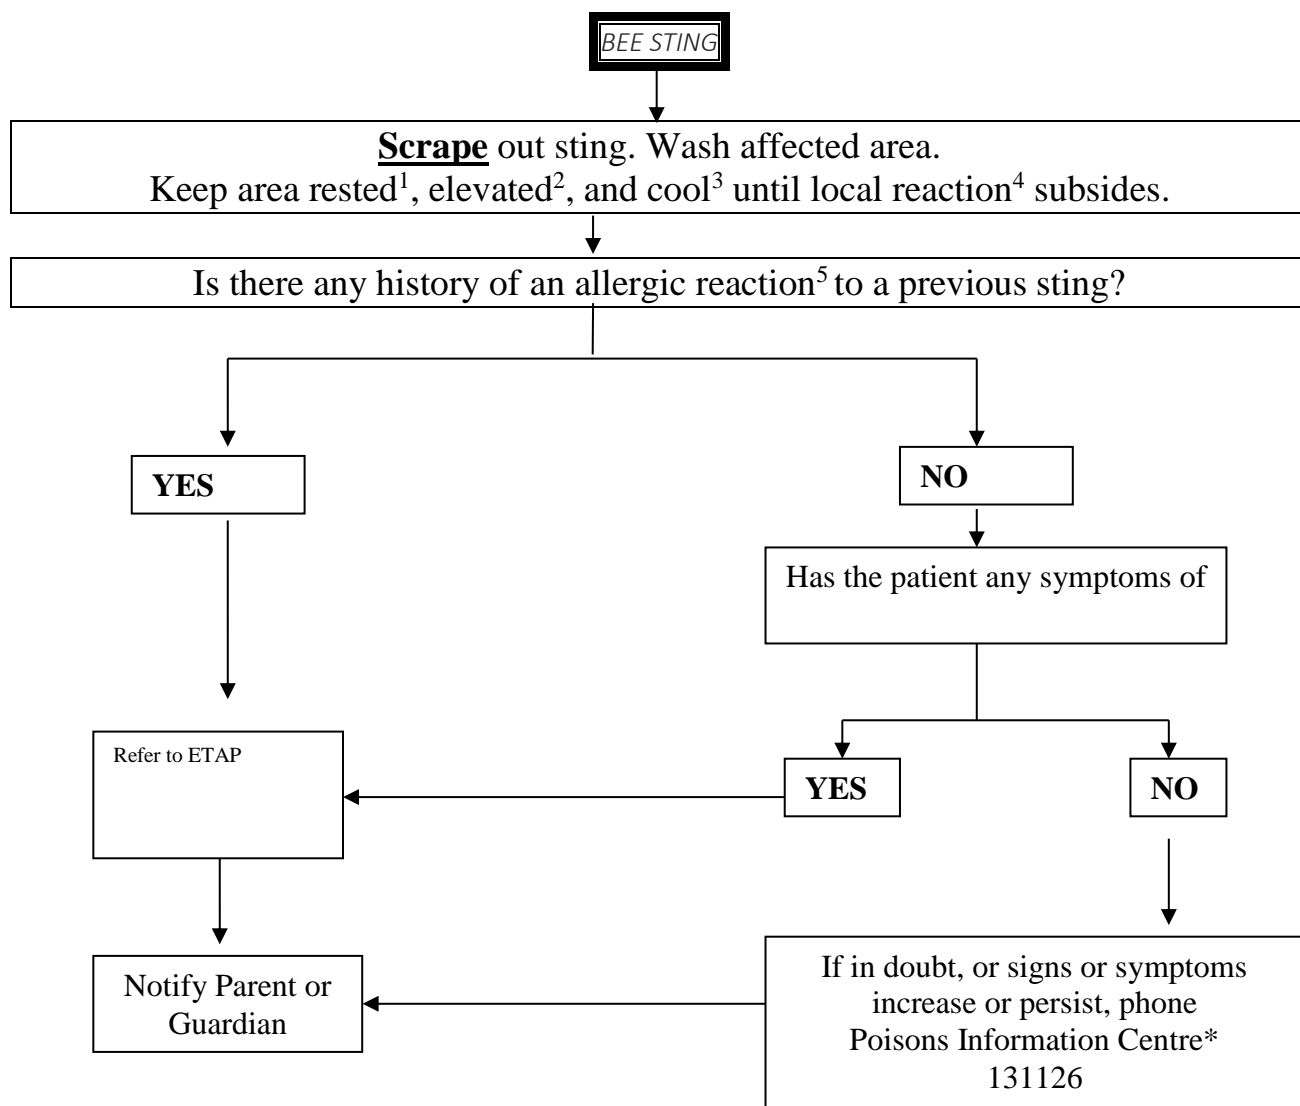 BEE STING
Scrape out sting. Wash affected area.
Keep area rested¹, elevated², and cool³ until local reaction⁴ subsides.
Is there any history of an allergic reaction⁵ to a previous sting?
YES
NO
Has the patient any symptoms of
Refer to ETAP
YES
NO
Notify Parent or
Guardian
If in doubt, or signs or symptoms
increase or persist, phone
Poisons Information Centre*
131126